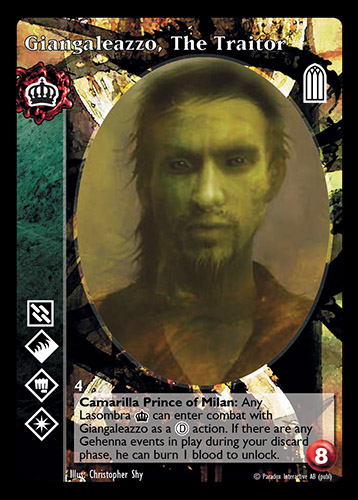 Giangaleazzo, The Traitor
4
Camarilla Prince of Milan: Any
Lasombra can enter combat with
Giangaleazzo as a Ⓓ action. If there are any
Gehenna events in play during your discard
phase, he can burn 1 blood to unlock.
8
Illus: Christopher Shy
© Paradox Interactive AB (publ)